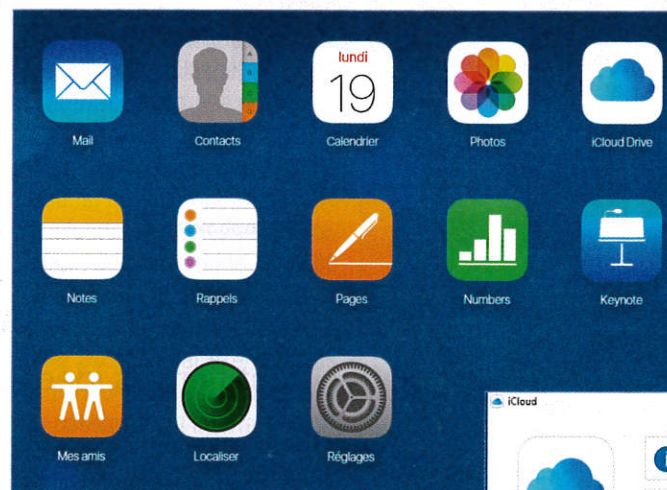 lundi
19
Mail
Contacts
Calendrier
Photos
iCloud Drive
Notes
Rappels
Pages
Numbers
Keynote
Mes amis
Localiser
Réglages
iCloud